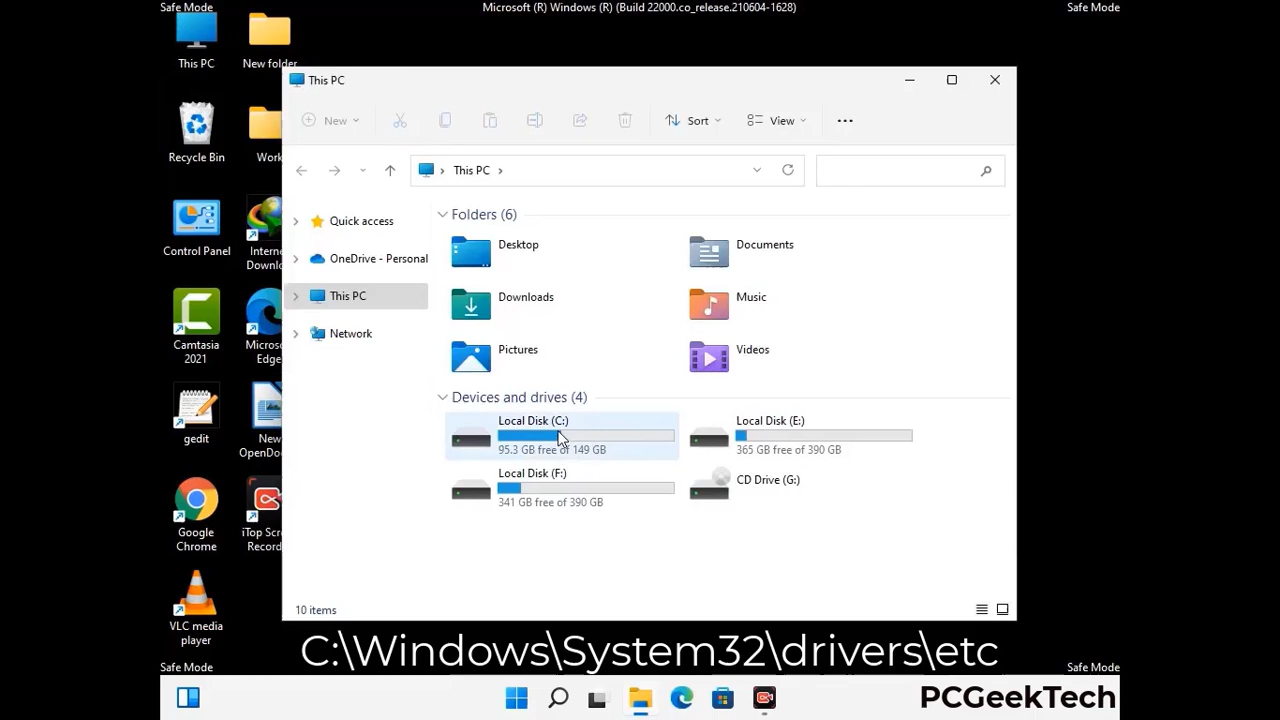 Safe Mode
Microsoft (R) Windows (R) (Build 22000.co_release.210604-1628)
Safe Mode
This PC
New folder
Recycle Bin
Work
Control Panel
Intern
Downlo
Camtasia
2021
Micros
Edge
gedit
New
OpenDo
Google
Chrome
iTop Scre
Record
VLC media
player
This PC
New
Sort
View
This PC
Quick access
OneDrive - Personal
This PC
Network
Folders (6)
Desktop
Documents
Downloads
Music
Pictures
Videos
Devices and drives (4)
Local Disk (C:)
95.3 GB free of 149 GB
Local Disk (E:)
365 GB free of 390 GB
Local Disk (F:)
341 GB free of 390 GB
CD Drive (G:)
10 items
C:\Windows\System32\drivers\etc
Safe Mode
Safe Mode
PCGeekTech